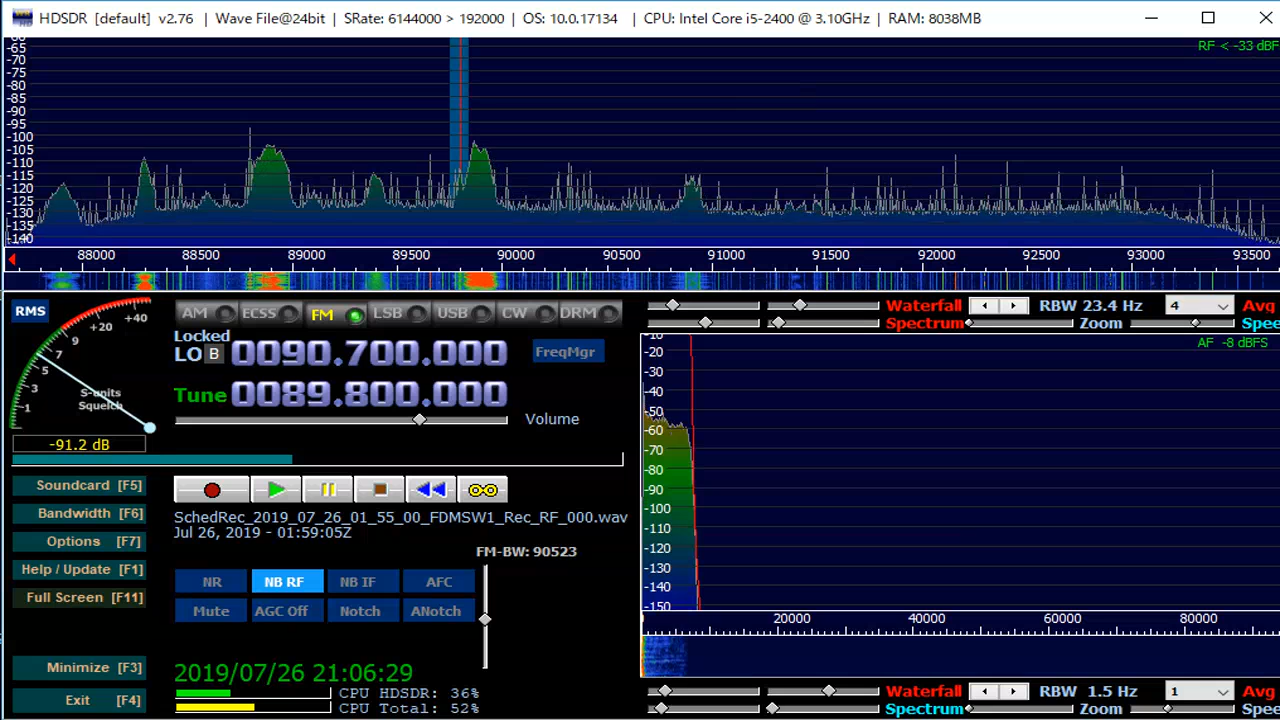 HDSDR [default] v2.76 | Wave File@24bit | SRate: 6144000 > 192000 | OS: 10.0.17134 | CPU: Intel Core i5-2400 @ 3.10GHz | RAM: 8038MB
RF < -33 dBF
-65
-70
-75
-80
-85
-90
-95
-100
-105
-110
-115
-120
-125
-130
-135
-140
88000 88500 89000 89500 90000 90500 91000 91500 92000 92500 93000 93500
RMS
1 3 5 7 9 +20 +40
S-units
Squelch
-91.2 dB
AM ECSS FM LSB USB CW DRM
Locked
LO B 0090.700.000 FreqMgr
Tune 0089.800.000
Volume
Waterfall RBW 23.4 Hz 4 Avg
Spectrum Zoom Spee
AF -8 dBFS
-20
-30
-40
-50
-60
-70
-80
-90
-100
-110
-120
-130
-140
-150
20000 40000 60000 80000
Soundcard [F5]
Bandwidth [F6]
Options [F7]
Help / Update [F1]
Full Screen [F11]
Minimize [F3]
Exit [F4]
SchedRec_2019_07_26_01_55_00_FDMSW1_Rec_RF_000.wav
Jul 26, 2019 - 01:59:05Z
FM-BW: 90523
NR NB RF NB IF AFC
Mute AGC Off Notch ANotch
2019/07/26 21:06:29
CPU HDSDR: 36%
CPU Total: 52%
Waterfall RBW 1.5 Hz 1 Avg
Spectrum Zoom Spee